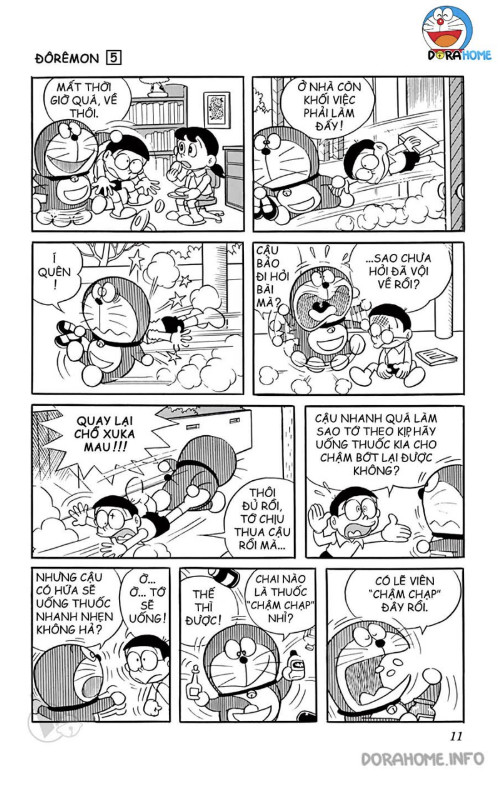 DORAHOME
ĐÔRÊMON 5
MẤT THỜI
GIỜ QUÀ, VỀ
THÔI.
Ở NHÀ CÒN
KHỐI VIỆC
PHẢI LÀM
ĐẤY!
Ĩ
QUÊN
!
CẬU
BẢO
ĐI HỎI
BÀI
MÀ?
...SAO CHƯA
HỎI ĐÃ VỘI
VỀ RỒI?
QUAY LẠI
CHỖ XUKA
MAU!!!
THÔI
ĐỦ RỒI,
TỚ CHỊU
THUA CẬU
RỒI MÀ...
CẬU NHANH QUÁ LÀM
SAO TỚ THEO KỊP, HÃY
UỐNG THUỐC KIA CHO
CHẬM BỚT LẠI ĐƯỢC
KHÔNG?
NHƯNG CẬU
CÓ HỨA SẼ
UỐNG THUỐC
NHANH NHẸN
KHÔNG HẢ?
Ờ...
Ờ... TỚ
SẼ
UỐNG!
THẾ
THÌ
ĐƯỢC!
CHAI NÀO
LÀ THUỐC
"CHẬM CHẠP"
NHỈ?
CÓ LẼ VIÊN
"CHẬM CHẠP"
ĐÂY RỒI.
11
DORAHOME.INFO